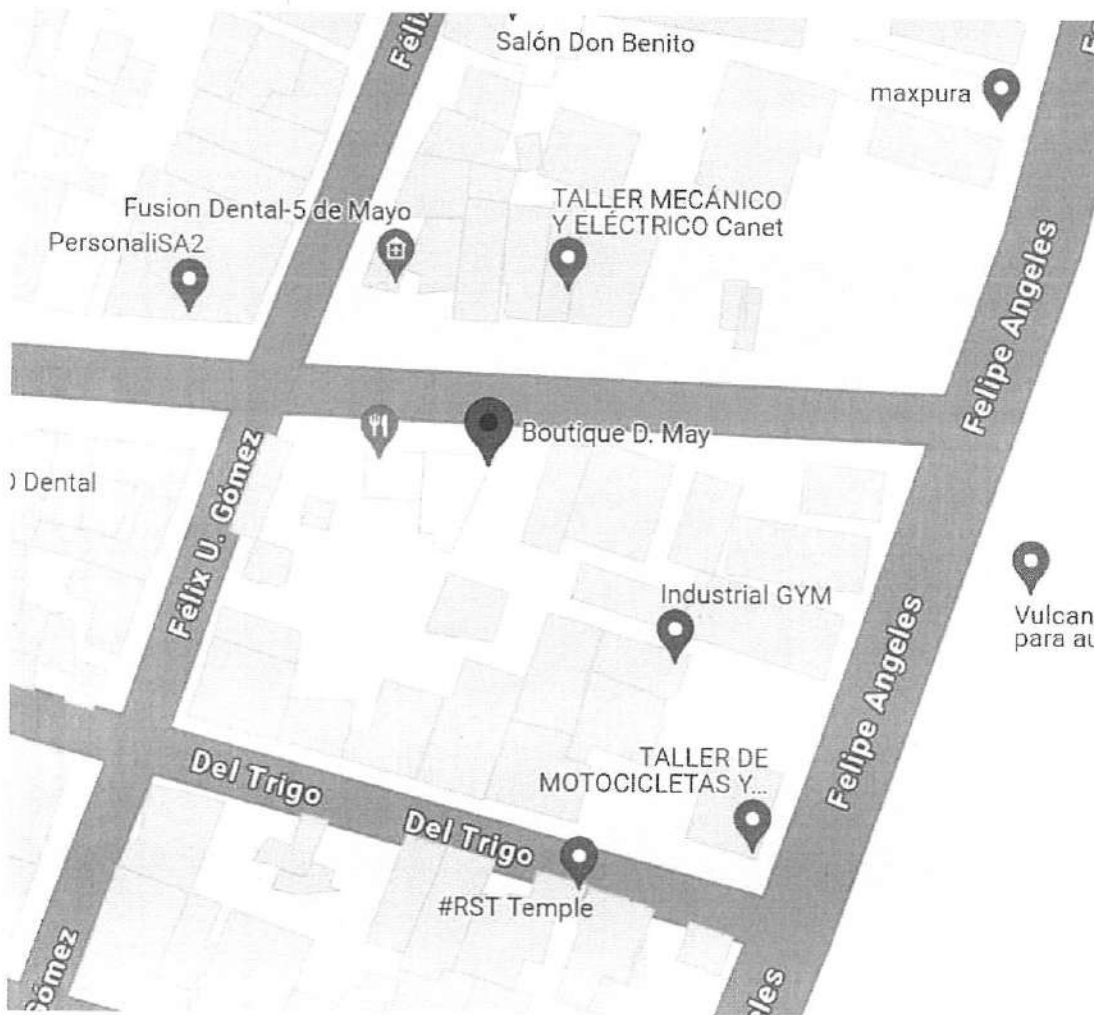 Félix
Salón Don Benito
maxpura
Fusion Dental-5 de Mayo
PersonaliSA2
TALLER MECÁNICO
Y ELÉCTRICO Canet
Felipe Angeles
Boutique D. May
Dental
Félix U. Gómez
Industrial GYM
Vulcan
para au
Felipe Angeles
TALLER DE
MOTOCICLETAS Y...
Del Trigo
Del Trigo
#RST Temple
Gómez
les